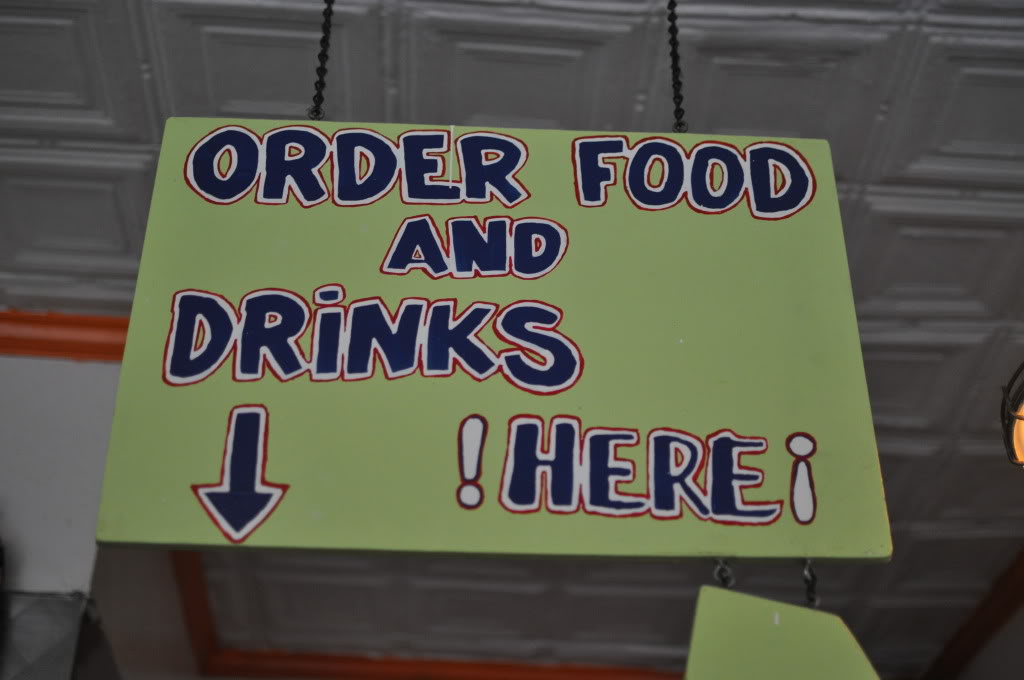 ORDER FOOD
AND
DRiNKS
!HERE¡